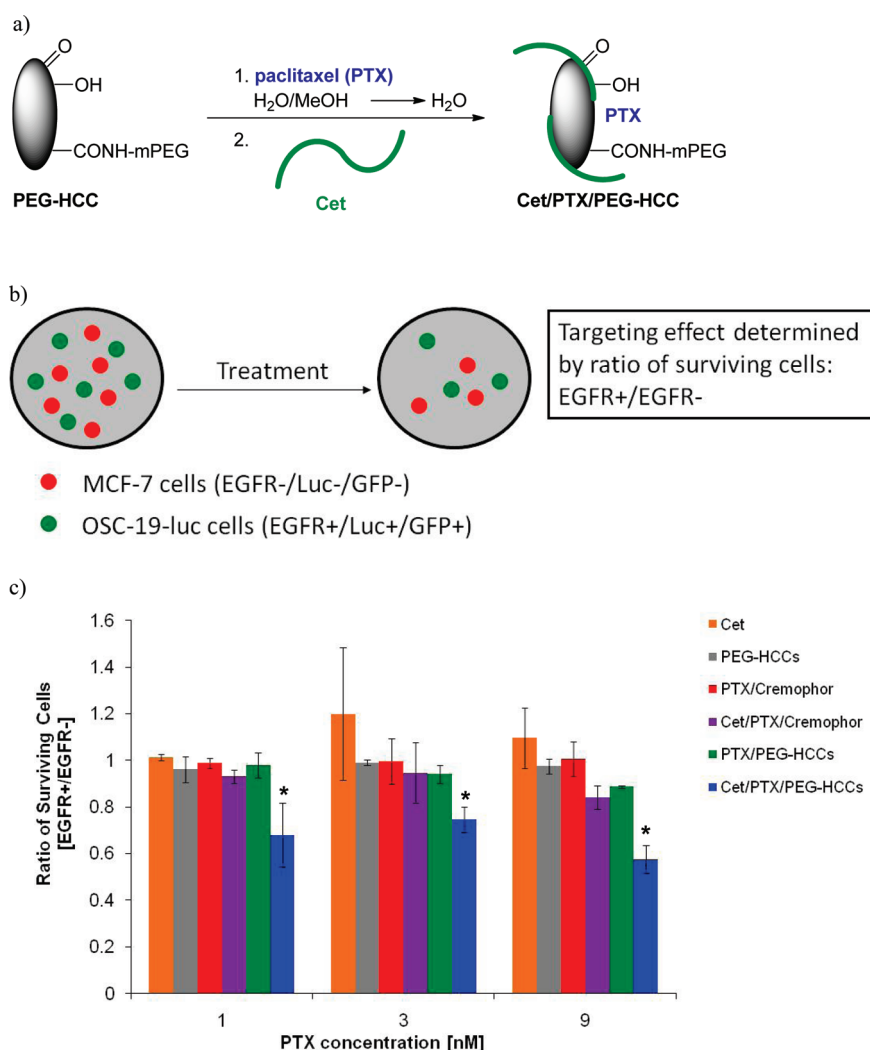 a)
O
OH
CONH-mPEG
PEG-HCC
1. paclitaxel (PTX)
H₂O/MeOH → H₂O
2.
Cet
O
OH
PTX
CONH-mPEG
Cet/PTX/PEG-HCC
b)
Treatment
Targeting effect determined
by ratio of surviving cells:
EGFR+/EGFR-
MCF-7 cells (EGFR-/Luc-/GFP-)
OSC-19-luc cells (EGFR+/Luc+/GFP+)
c)
Ratio of Surviving Cells
[EGFR+/EGFR-]
1.6
1.4
1.2
1
0.8
0.6
0.4
0.2
0
*
*
*
1
3
9
PTX concentration [nM]
Cet
PEG-HCCs
PTX/Cremophor
Cet/PTX/Cremophor
PTX/PEG-HCCs
Cet/PTX/PEG-HCCs